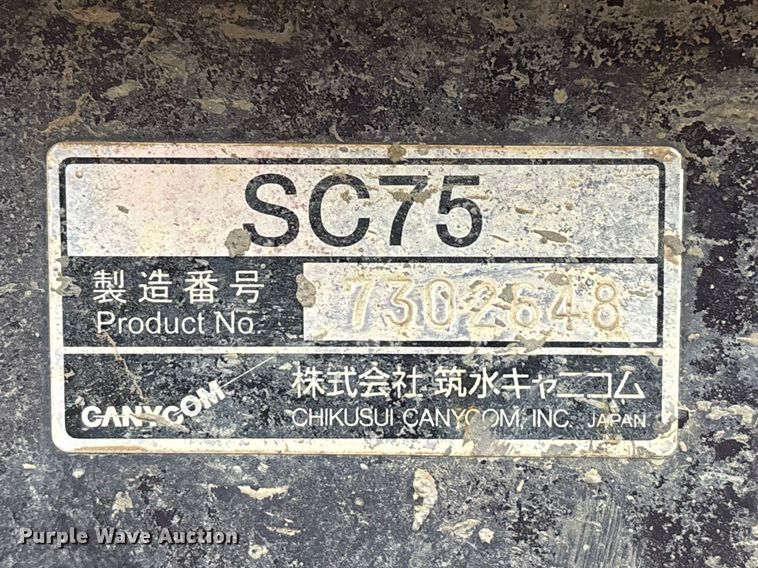 SC75
製造番号 7302648
Product No.
CANYCOM 株式会社 筑水キャニコム
CHIKUSUI CANYCOM, INC. JAPAN
Purple Wave Auction